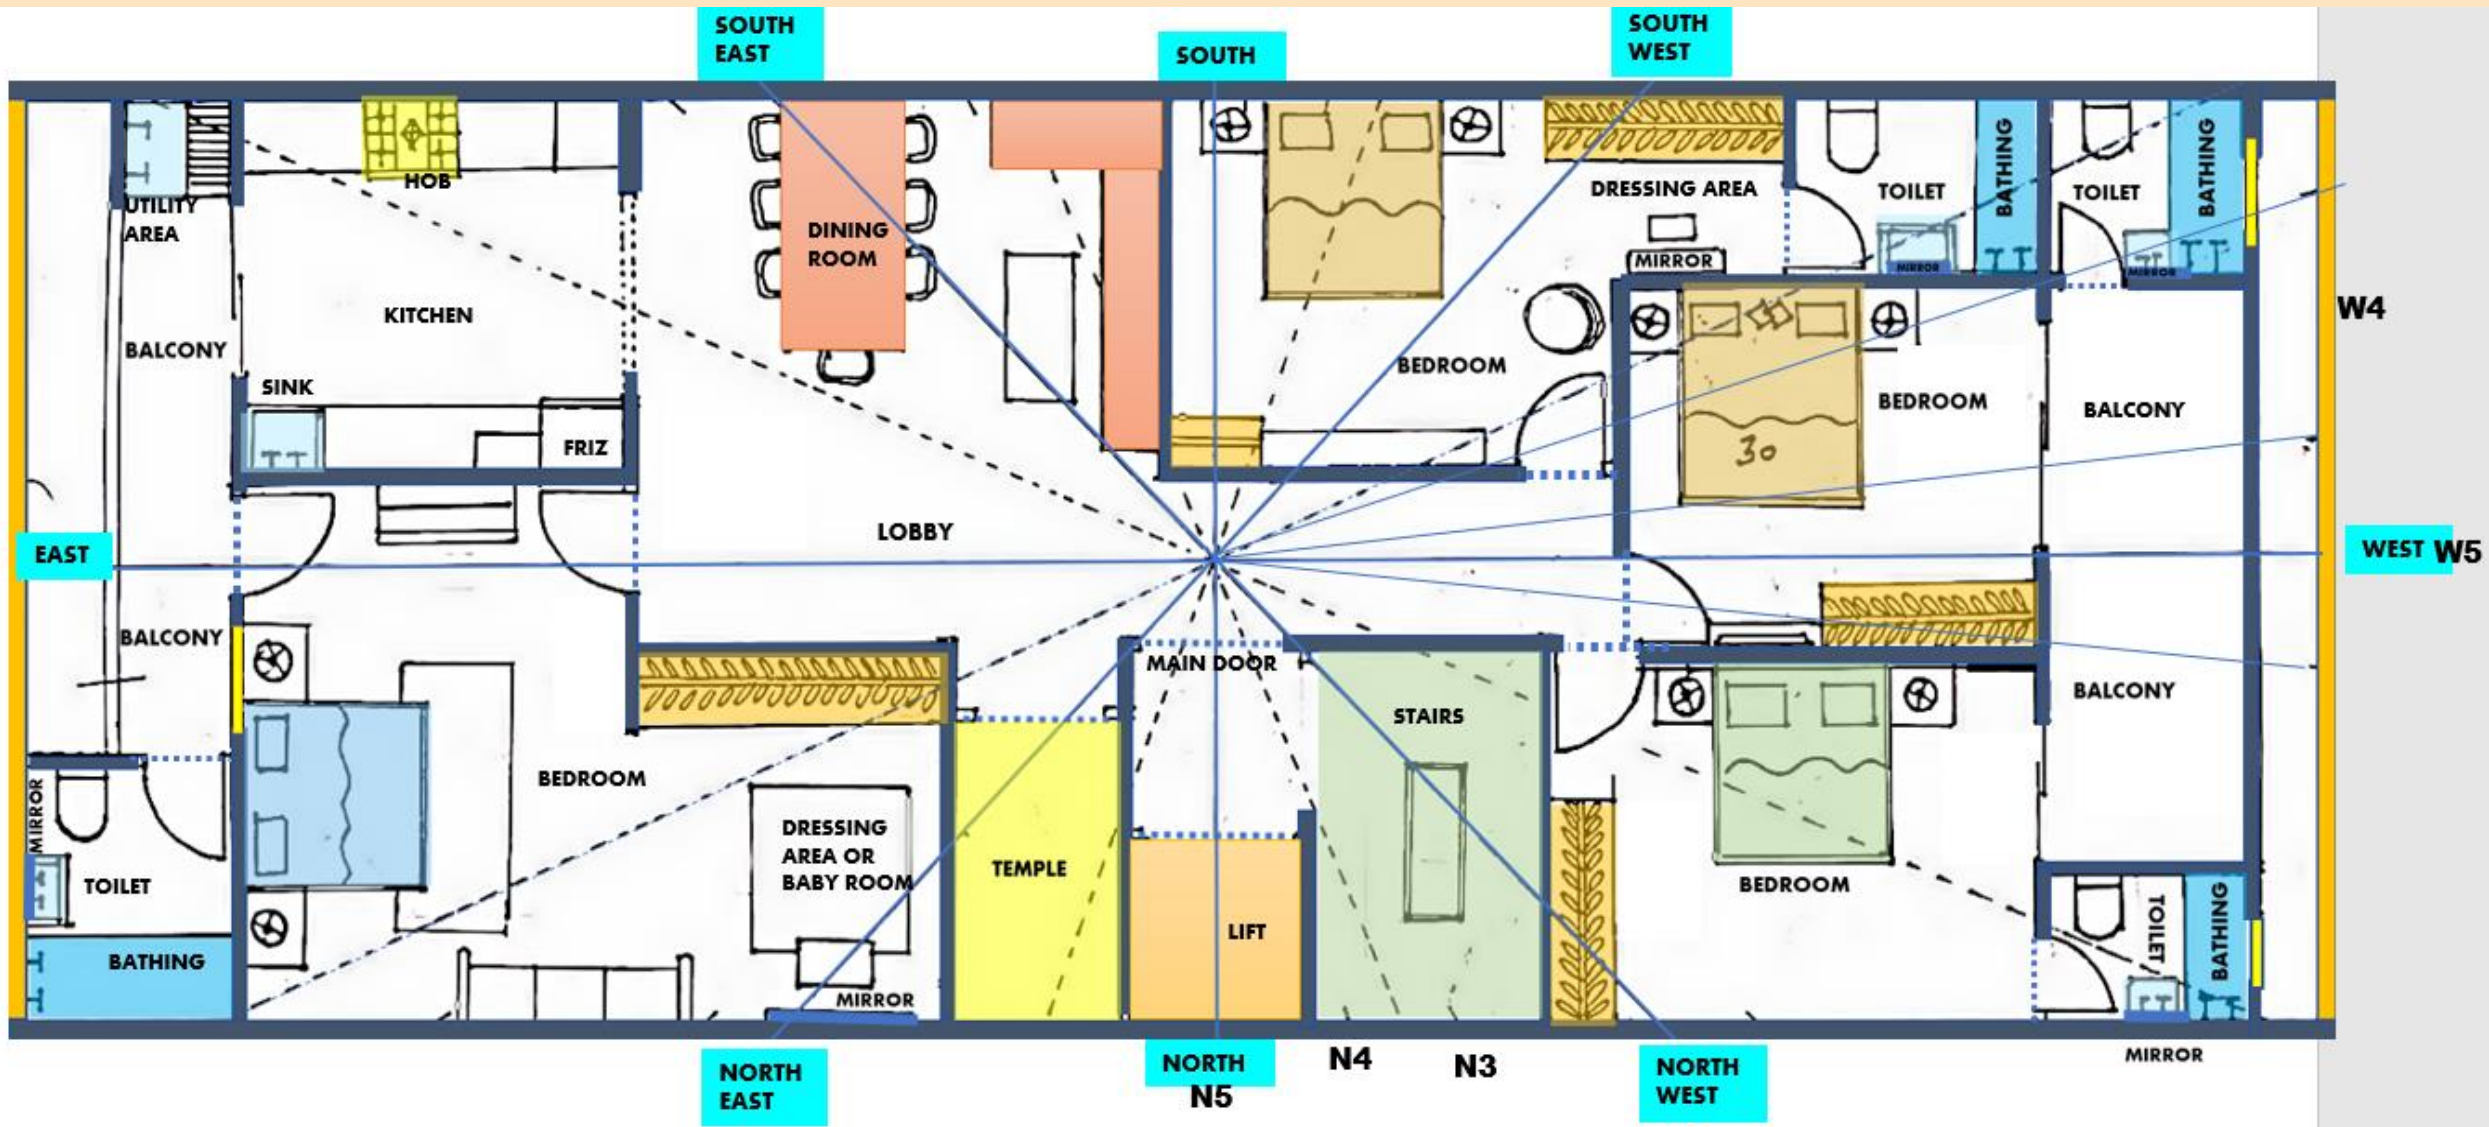 SOUTH
EAST
SOUTH
SOUTH
WEST
HOB
UTILITY
AREA
DINING
ROOM
DRESSING AREA
MIRROR
TOILET
MIRROR
BATHING
TOILET
MIRROR
BATHING
W4
BALCONY
KITCHEN
SINK
FRIZ
BEDROOM
BEDROOM
30
BALCONY
EAST
LOBBY
WEST W5
BALCONY
MAIN DOOR
BALCONY
STAIRS
BEDROOM
MIRROR
TOILET
BATHING
DRESSING
AREA OR
BABY ROOM
MIRROR
TEMPLE
LIFT
BEDROOM
TOILET
BATHING
MIRROR
NORTH
EAST
NORTH
N5
N4
N3
NORTH
WEST